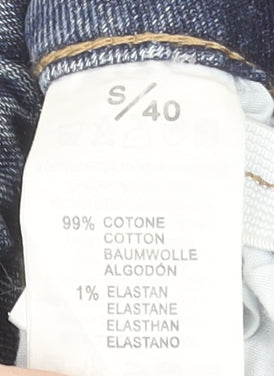 S/40
99% COTONE
COTTON
BAUMWOLLE
ALGODÓN
1% ELASTAN
ELASTANE
ELASTHAN
ELASTANO